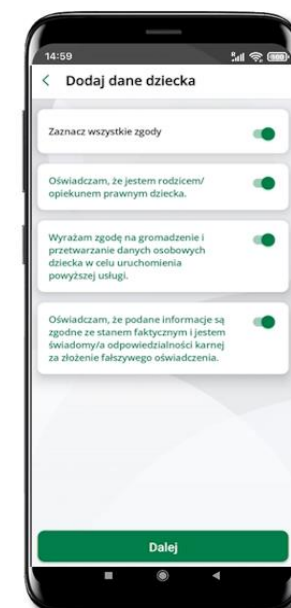 14:59
Dodaj dane dziecka
Zaznacz wszystkie zgody
Oświadczam, że jestem rodzicem/
opiekunem prawnym dziecka.
Wyrażam zgodę na gromadzenie i
przetwarzanie danych osobowych
dziecka w celu uruchomienia
powyższej usługi.
Oświadczam, że podane informacje są
zgodne ze stanem faktycznym i jestem
świadomy/a odpowiedzialności karnej
za złożenie fałszywego oświadczenia.
Dalej